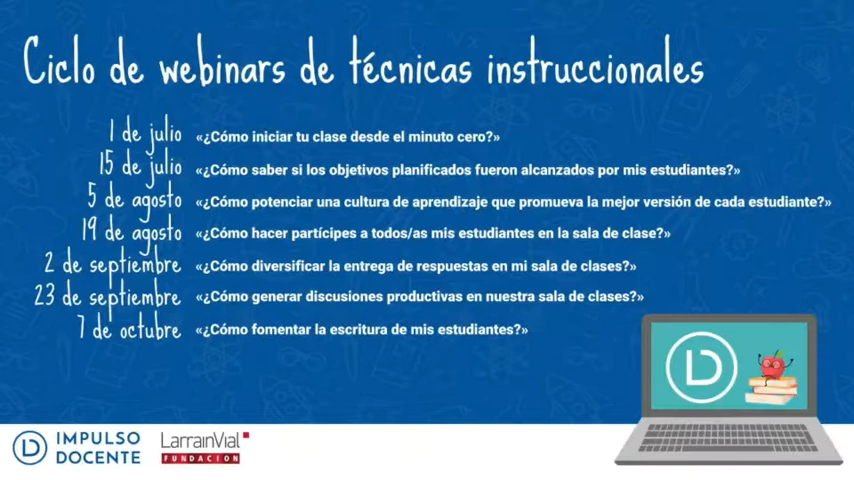 Ciclo de webinars de técnicas instruccionales
1 de julio «¿Cómo iniciar tu clase desde el minuto cero?»
15 de julio «¿Cómo saber si los objetivos planificados fueron alcanzados por mis estudiantes?»
5 de agosto «¿Cómo potenciar una cultura de aprendizaje que promueva la mejor versión de cada estudiante?»
19 de agosto «¿Cómo hacer partícipes a todos/as mis estudiantes en la sala de clase?»
2 de septiembre «¿Cómo diversificar la entrega de respuestas en mi sala de clases?»
23 de septiembre «¿Cómo generar discusiones productivas en nuestra sala de clases?»
7 de octubre «¿Cómo fomentar la escritura de mis estudiantes?»
IMPULSO
DOCENTE
LarrainVial
FUNDACION